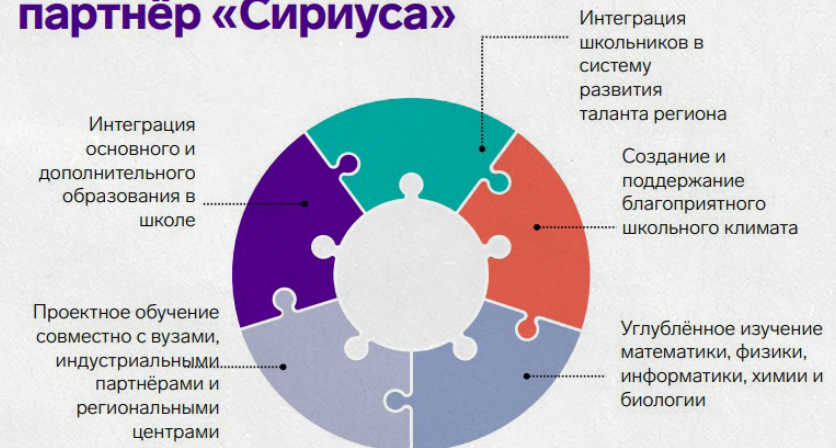 партнёр «Сириуса»
Интеграция
школьников в
систему
развития
таланта региона
Интеграция
основного и
дополнительного
образования в
школе
Создание и
поддержание
благоприятного
школьного климата
Проектное обучение
совместно с вузами,
индустриальными
партнёрами и
региональными
центрами
Углублённое изучение
математики, физики,
информатики, химии и
биологии